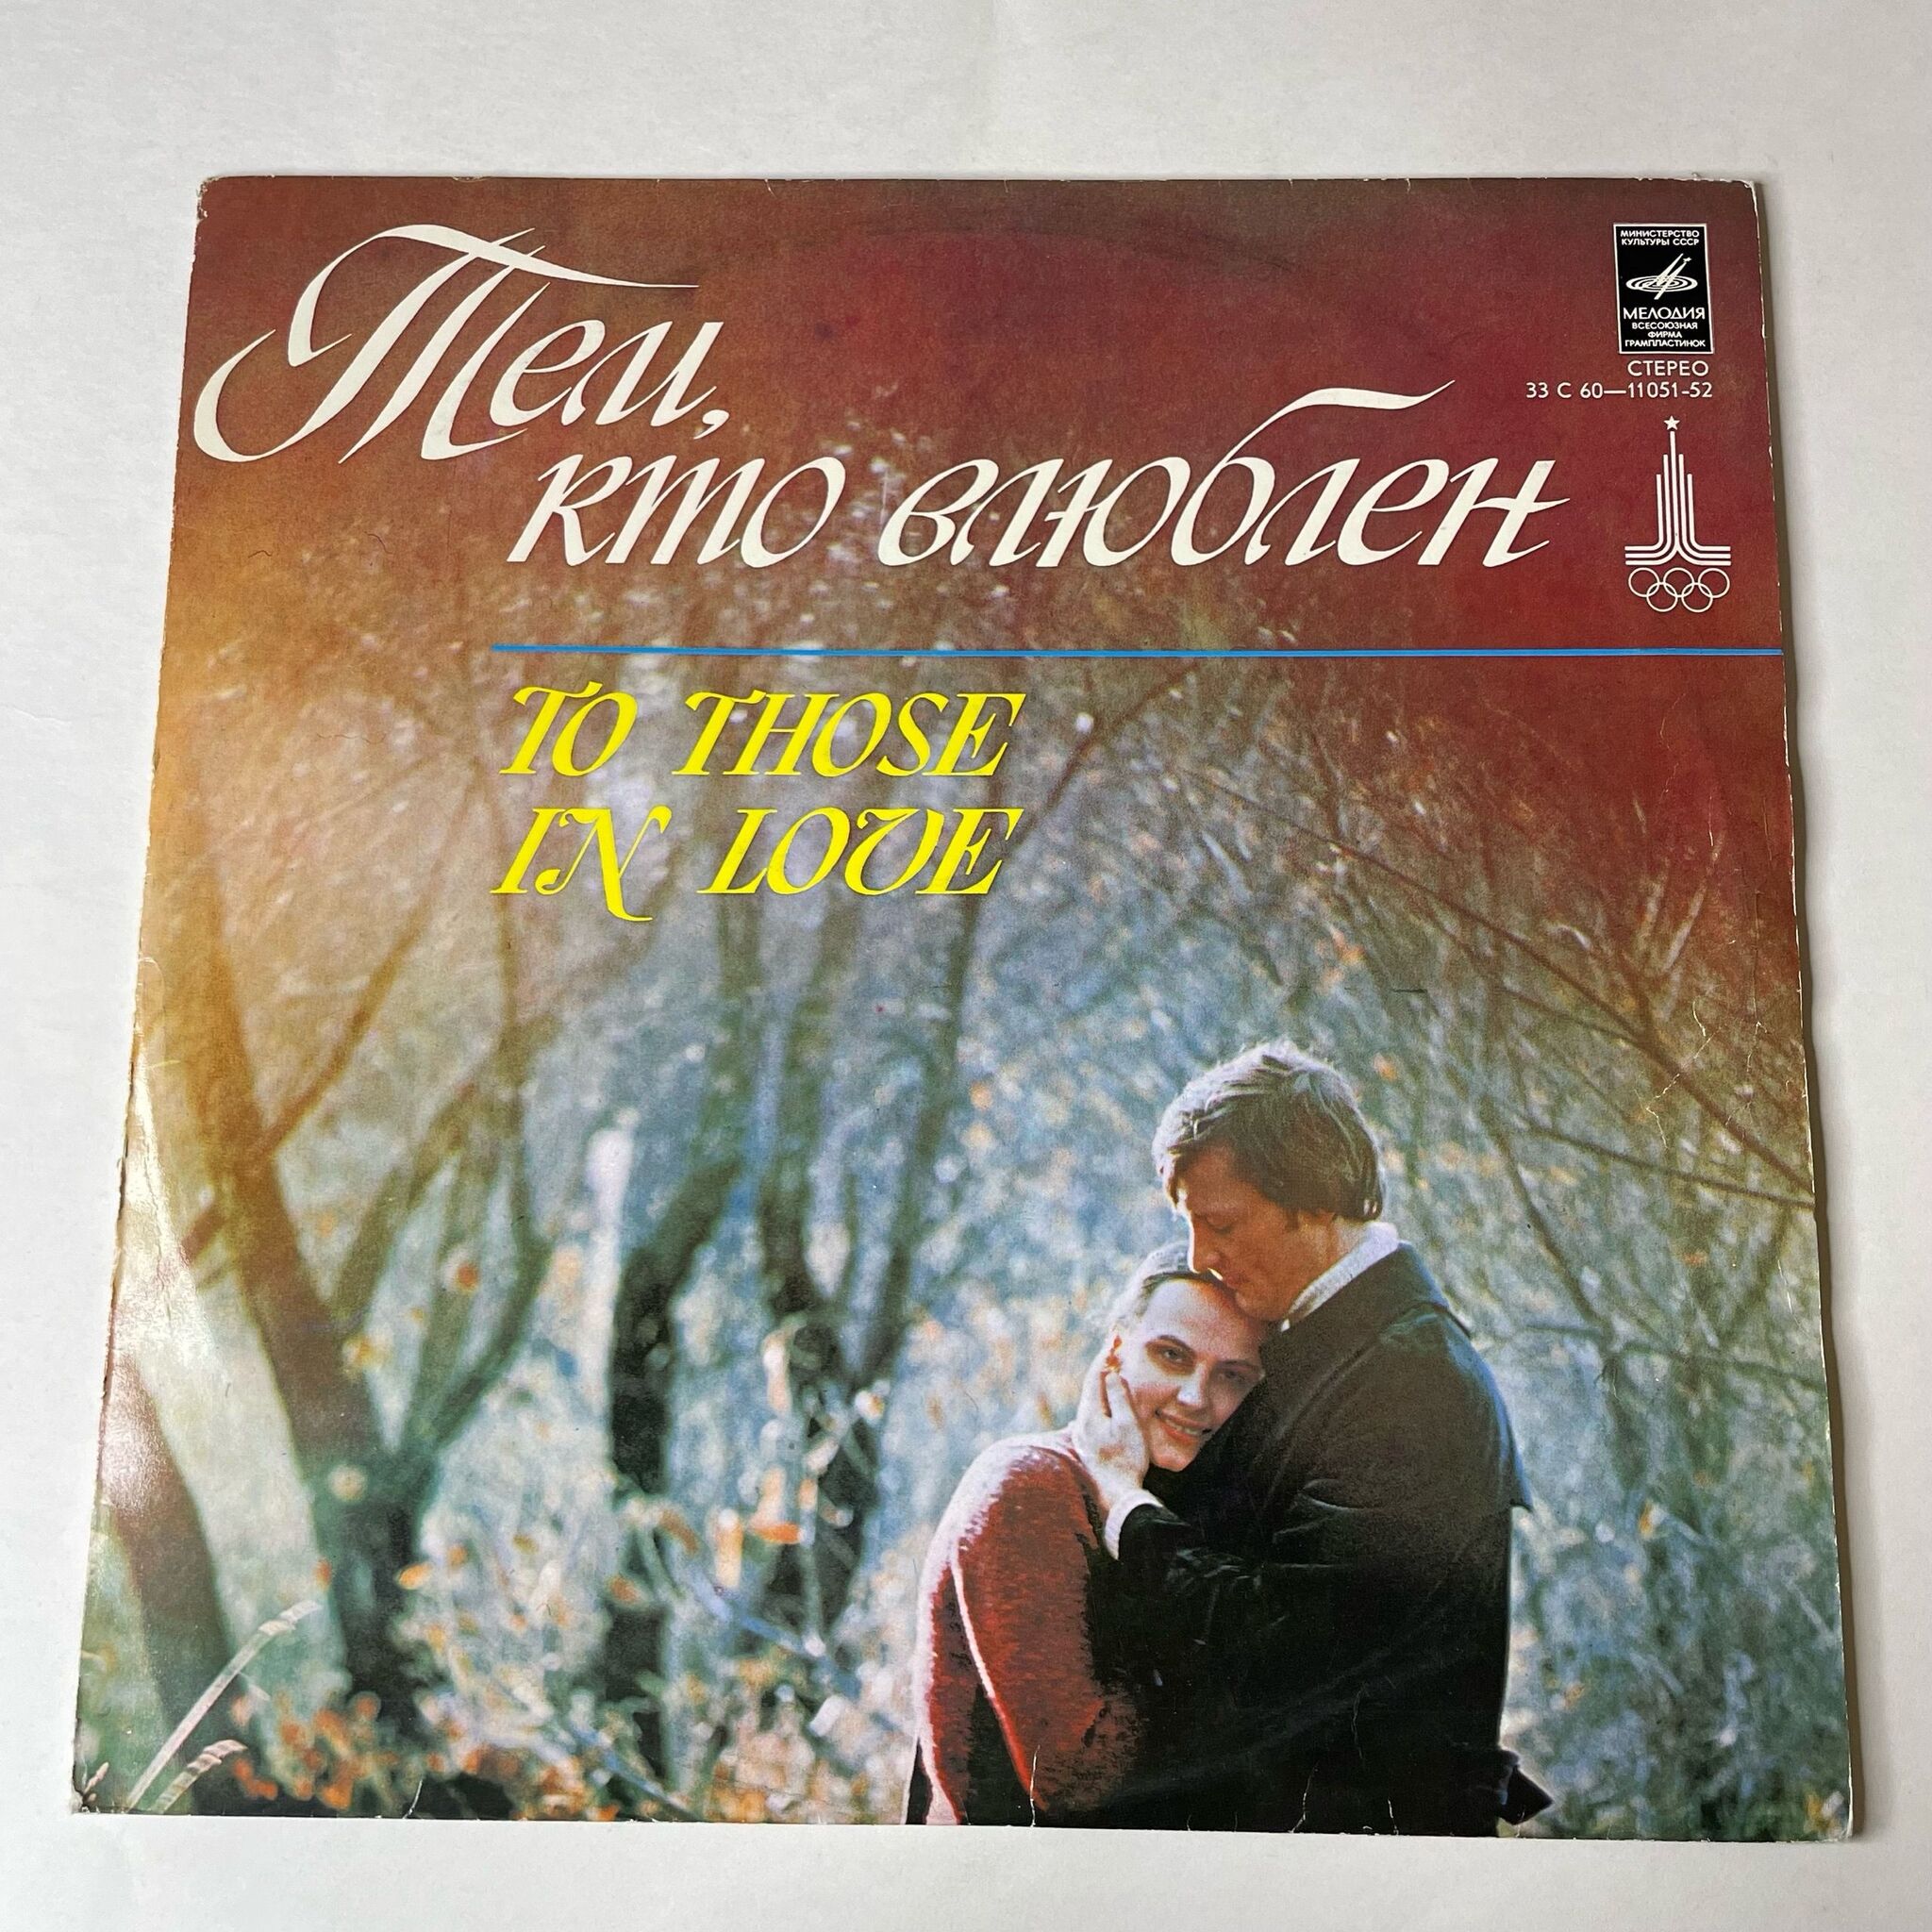 Тем,
кто влюблен
МИНИСТЕРСТВО
КУЛЬТУРЫ СССР
МЕЛОДИЯ
ВСЕСОЮЗНАЯ
ФИРМА
ГРАМПЛАСТИНОК
СТЕРЕО
33 С 60—11051-52
TO THOSE
IN LOVE